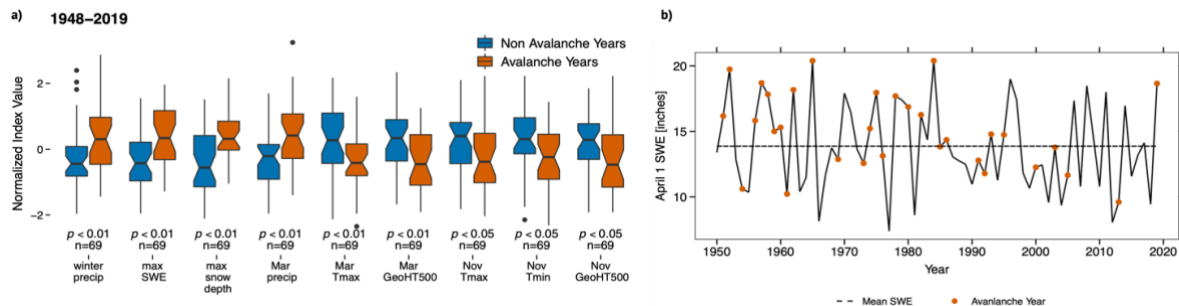 a) 1948–2019
Non Avalanche Years
Avalanche Years
Normalized Index Value
2
0
-2
p < 0.01 p < 0.01 p < 0.01 p < 0.01 p < 0.01 p < 0.01 p < 0.05 p < 0.05 p < 0.05
n=69 n=69 n=69 n=69 n=69 n=69 n=69 n=69 n=69
winter max max Mar Mar Mar Nov Nov Nov
precip SWE snow precip Tmax GeoHT500 Tmax Tmin GeoHT500
depth
b)
April 1 SWE [inches]
20
15
10
1950 1960 1970 1980 1990 2000 2010 2020
Year
Mean SWE Avanlanche Year